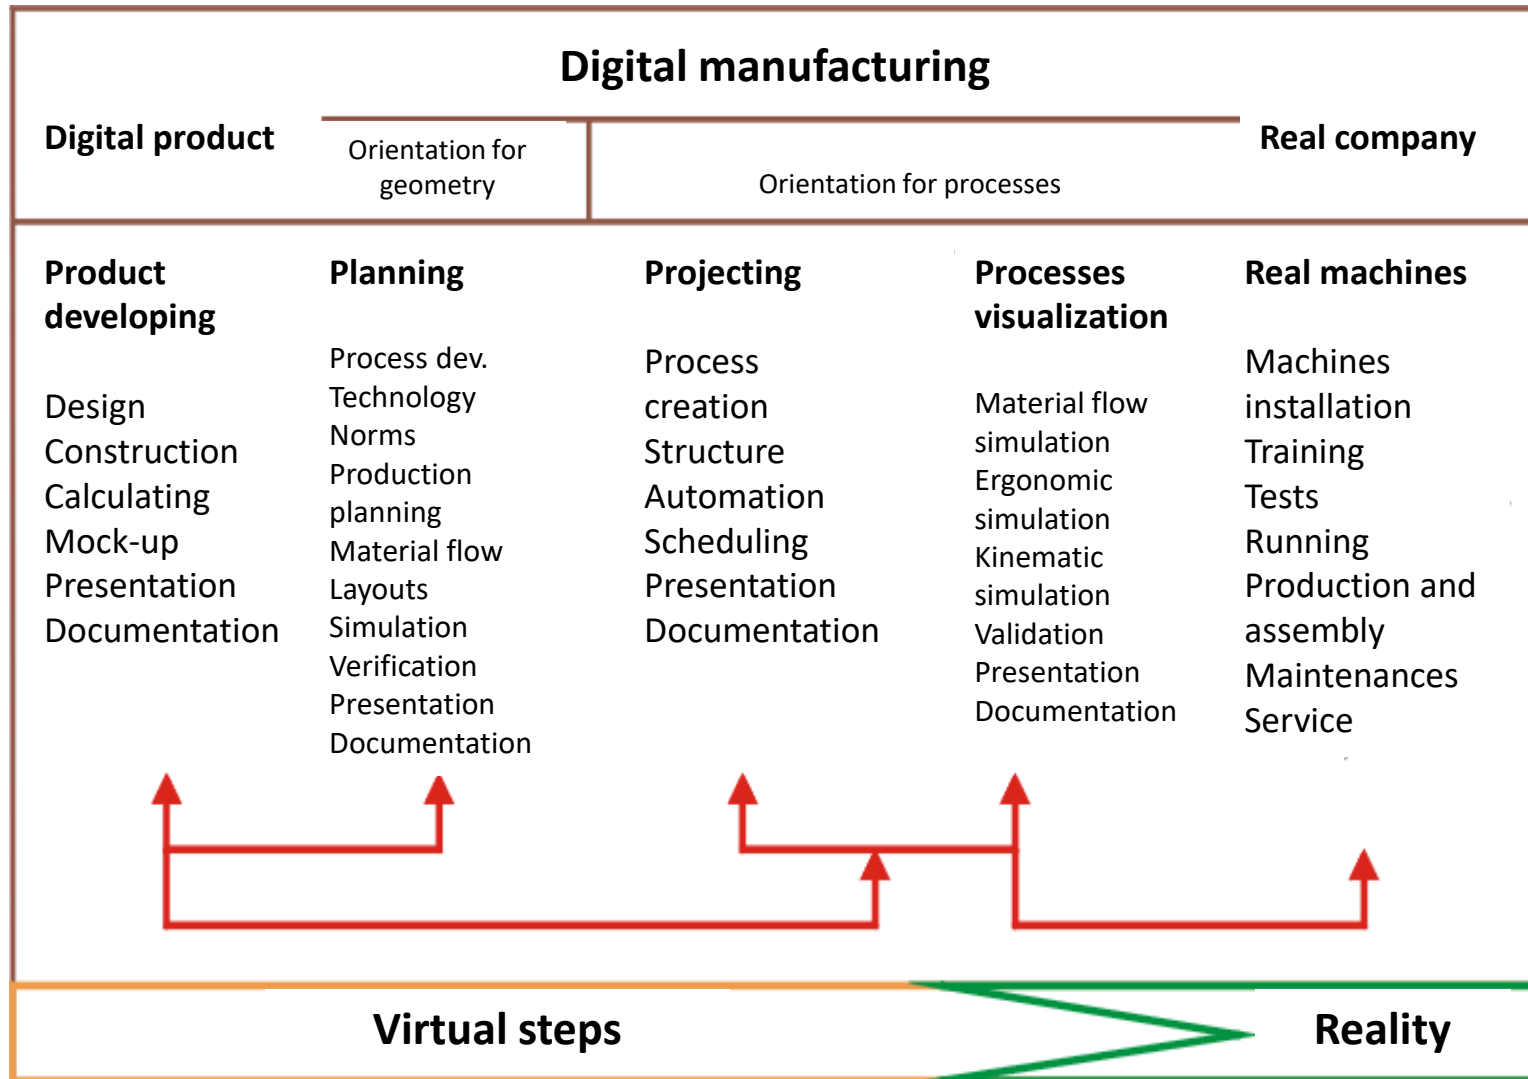 Digital manufacturing
Digital product
Orientation for
geometry
Orientation for processes
Real company
Product
developing
Design
Construction
Calculating
Mock-up
Presentation
Documentation
Planning
Process dev.
Technology
Norms
Production
planning
Material flow
Layouts
Simulation
Verification
Presentation
Documentation
Projecting
Process
creation
Structure
Automation
Scheduling
Presentation
Documentation
Processes
visualization
Material flow
simulation
Ergonomic
simulation
Kinematic
simulation
Validation
Presentation
Documentation
Real machines
Machines
installation
Training
Tests
Running
Production and
assembly
Maintenances
Service
Virtual steps
Reality